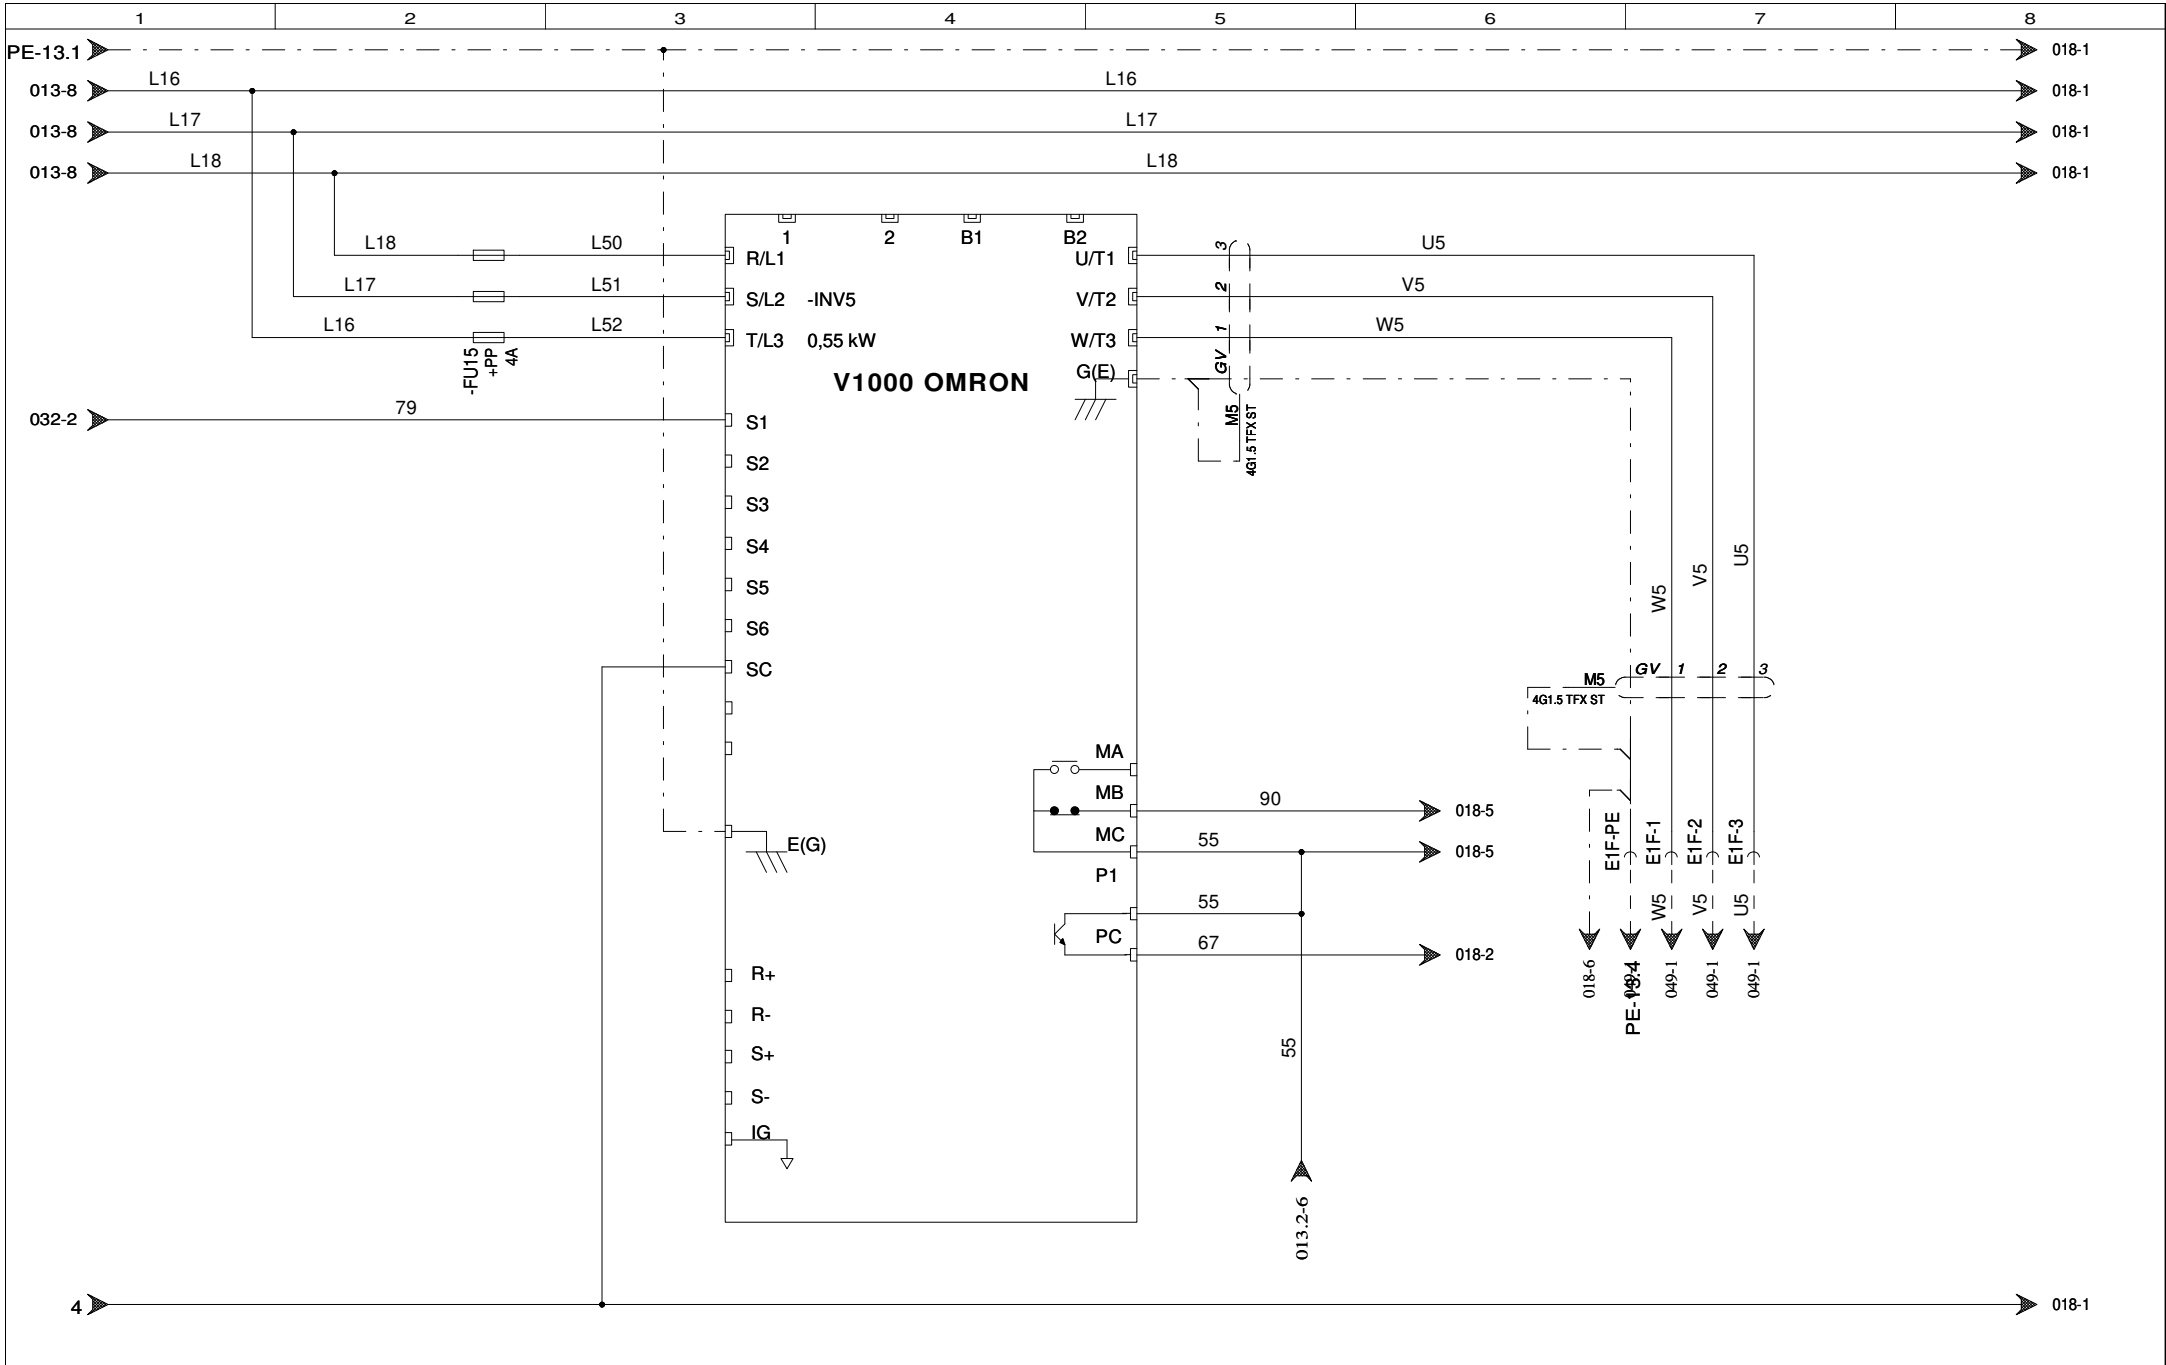 1 2 3 4 5 6 7 8
PE-13.1 018-1
013-8 L16 L16 018-1
013-8 L17 L17 018-1
013-8 L18 L18 018-1
1 2 B1 B2
L18 L50 R/L1 U/T1 3 U5
L17 L51 S/L2 -INV5 V/T2 2 V5
L16 L52 T/L3 0,55 kW W/T3 1 W5
-FU15
+PP
4A
V1000 OMRON
G(E) GV
M5
4G1.5 TFX ST
032-2 79 S1
S2
S3
S4
S5
S6
SC
W5 V5 U5
M5 GV 1 2 3
4G1.5 TFX ST
MA
MB 90 018-5
MC 55 018-5
E(G)
P1
55
PC 67 018-2
E1F-PE E1F-1 E1F-2 E1F-3
W5 V5 U5
018-6 049-1 049-1 049-1
PE-13.4
R+
R-
S+
S-
IG
55
013.2-6
4 018-1